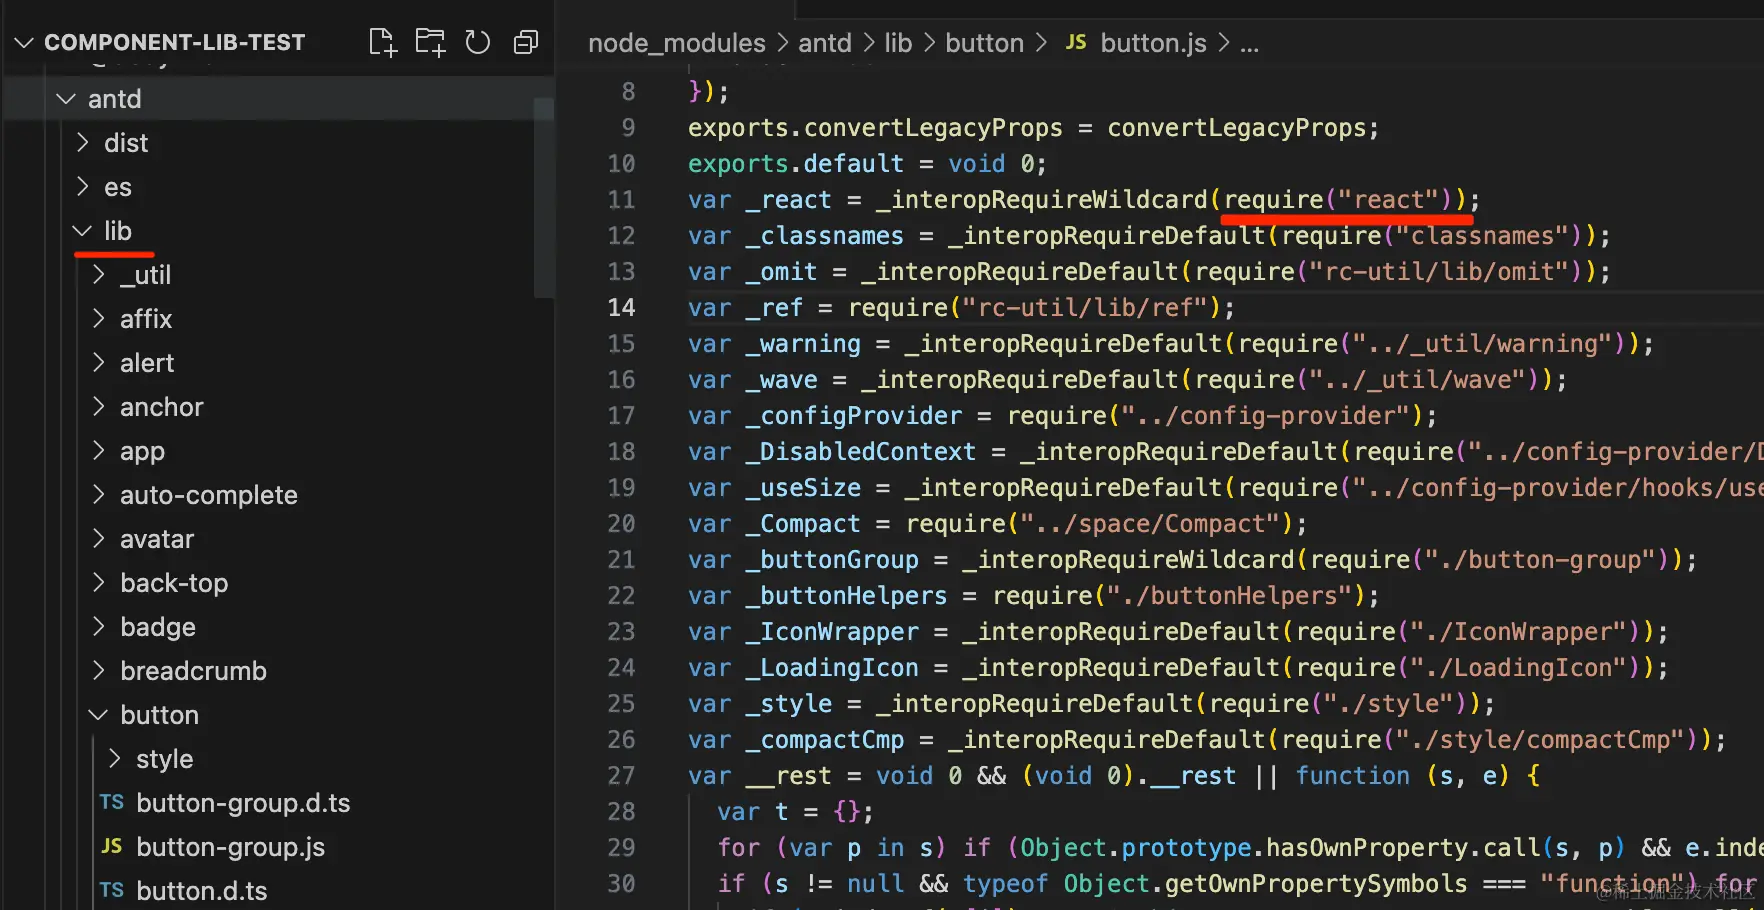 COMPONENT-LIB-TEST
antd
dist
es
lib
_util
affix
alert
anchor
app
auto-complete
avatar
back-top
badge
breadcrumb
button
style
TS button-group.d.ts
JS button-group.js
TS button.d.ts
node_modules > antd > lib > button > JS button.js > ...
8 });
9 exports.convertLegacyProps = convertLegacyProps;
10 exports.default = void 0;
11 var _react = _interopRequireWildcard(require("react"));
12 var _classnames = _interopRequireDefault(require("classnames"));
13 var _omit = _interopRequireDefault(require("rc-util/lib/omit"));
14 var _ref = require("rc-util/lib/ref");
15 var _warning = _interopRequireDefault(require("../_util/warning"));
16 var _wave = _interopRequireDefault(require("../_util/wave"));
17 var _configProvider = require("../config-provider");
18 var _DisabledContext = _interopRequireDefault(require("../config-provider/D
19 var _useSize = _interopRequireDefault(require("../config-provider/hooks/use
20 var _Compact = require("../space/Compact");
21 var _buttonGroup = _interopRequireWildcard(require("./button-group"));
22 var _buttonHelpers = require("./buttonHelpers");
23 var _IconWrapper = _interopRequireDefault(require("./IconWrapper"));
24 var _LoadingIcon = _interopRequireDefault(require("./LoadingIcon"));
25 var _style = _interopRequireDefault(require("./style"));
26 var _compactCmp = _interopRequireDefault(require("./style/compactCmp"));
27 var __rest = void 0 && (void 0).__rest || function (s, e) {
28 var t = {};
29 for (var p in s) if (Object.prototype.hasOwnProperty.call(s, p) && e.inde
30 if (s != null && typeof Object.getOwnPropertySymbols === "function") for
@稀土掘金技术社区